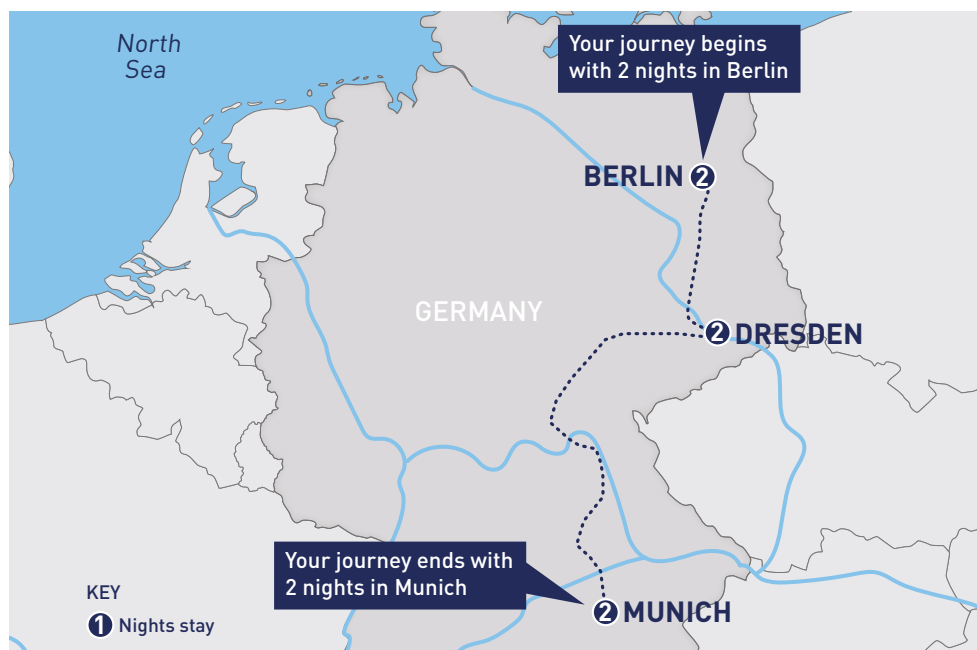 North
Sea
Your journey begins
with 2 nights in Berlin
BERLIN 2
GERMANY
2 DRESDEN
Your journey ends with
2 nights in Munich
2 MUNICH
KEY
1 Nights stay